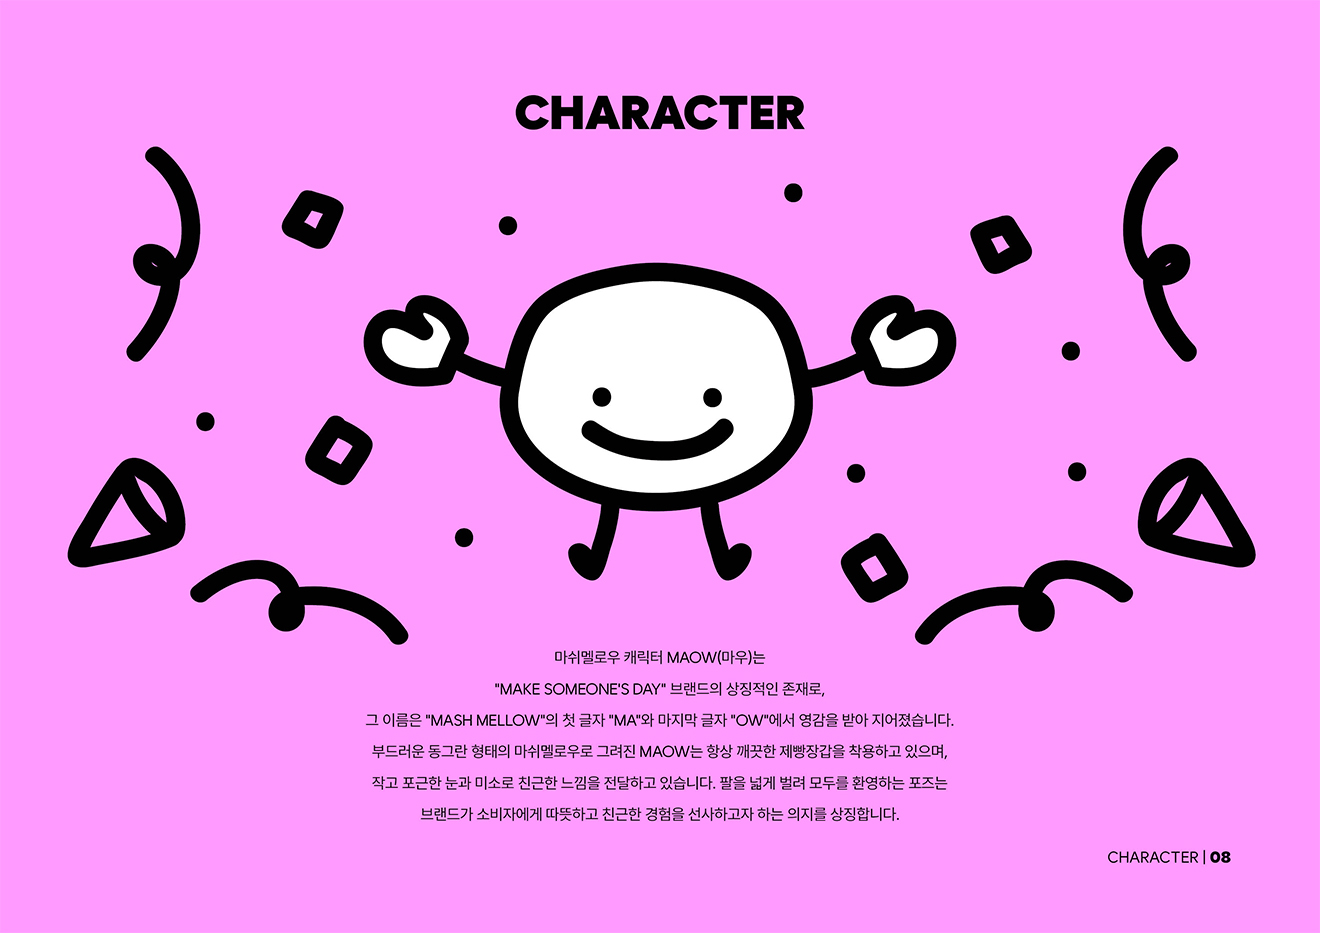 CHARACTER
마쉬멜로우 캐릭터 MAOW(마우)는
"MAKE SOMEONE'S DAY" 브랜드의 상징적인 존재로,
그 이름은 "MASH MELLOW"의 첫 글자 "MA"와 마지막 글자 "OW"에서 영감을 받아 지어졌습니다.
부드러운 동그란 형태의 마쉬멜로우로 그려진 MAOW는 항상 깨끗한 제빵장갑을 착용하고 있으며,
작고 포근한 눈과 미소로 친근한 느낌을 전달하고 있습니다. 팔을 넓게 벌려 모두를 환영하는 포즈는
브랜드가 소비자에게 따뜻하고 친근한 경험을 선사하고자 하는 의지를 상징합니다.
CHARACTER | 08